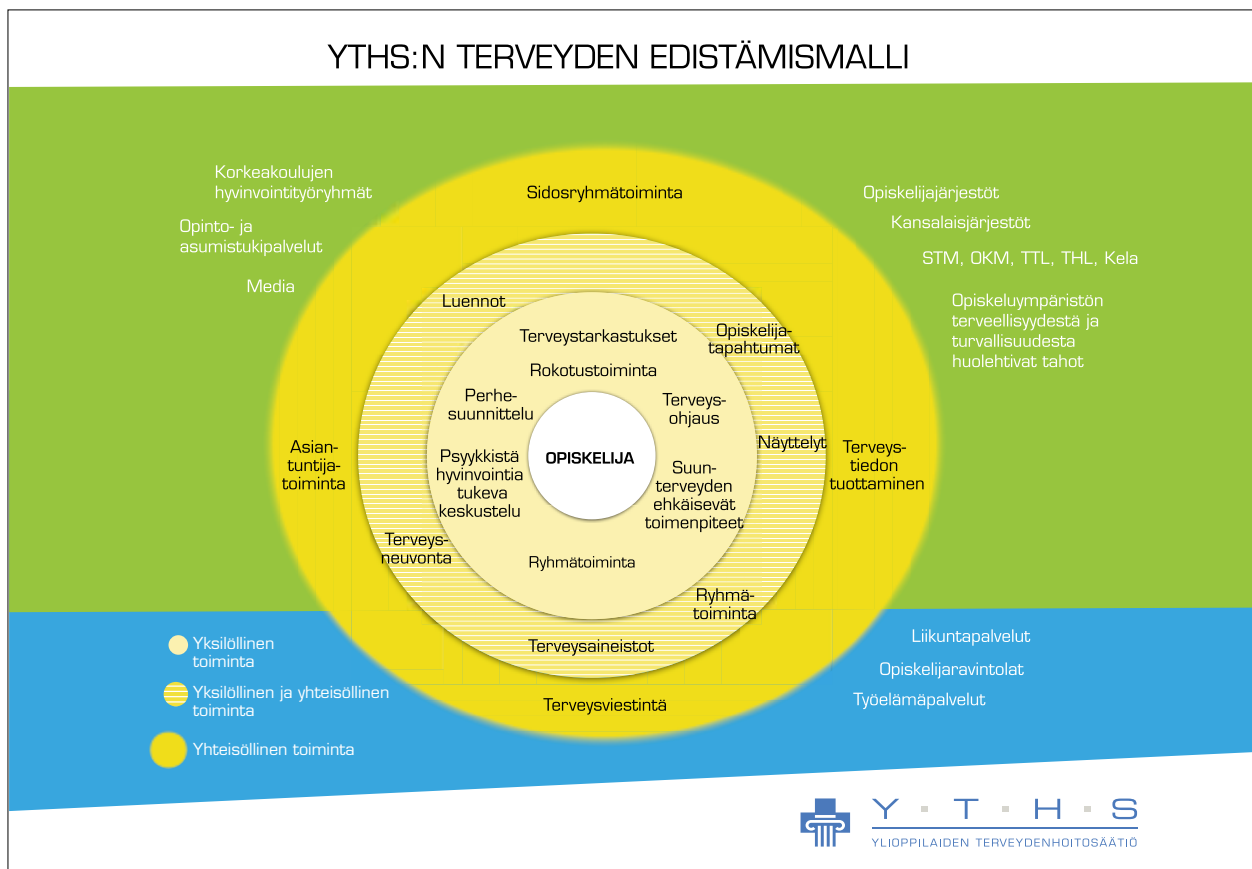 YTHS:N TERVEYDEN EDISTÄMISMALLI
Korkeakoulujen
hyvinvointityöryhmät
Opinto- ja
asumistukipalvelut
Media
Sidosryhmätoiminta
Opiskelijajärjestöt
Kansalaisjärjestöt
STM, OKM, TTL, THL, Kela
Opiskeluympäristön
terveellisyydestä ja
turvallisuudesta
huolehtivat tahot
Luennot
Opiskelija-
tapahtumat
Terveystarkastukset
Rokotustoiminta
Perhe-
suunnittelu
Terveys-
ohjaus
Asian-
tuntija-
toiminta
Psyykkistä
hyvinvointia
tukeva
keskustelu
OPISKELIJA
Suun-
terveyden
ehkäisevät
toimenpiteet
Näyttelyt
Terveys-
tiedon
tuottaminen
Terveys-
neuvonta
Ryhmätoiminta
Ryhmä-
toiminta
Terveysaineistot
Terveysviestintä
Yksilöllinen
toiminta
Yksilöllinen ja yhteisöllinen
toiminta
Yhteisöllinen toiminta
Liikuntapalvelut
Opiskelijaravintolat
Työelämäpalvelut
Y·T·H·S
YLIOPPILAIDEN TERVEYDENHOITOSÄÄTIÖ